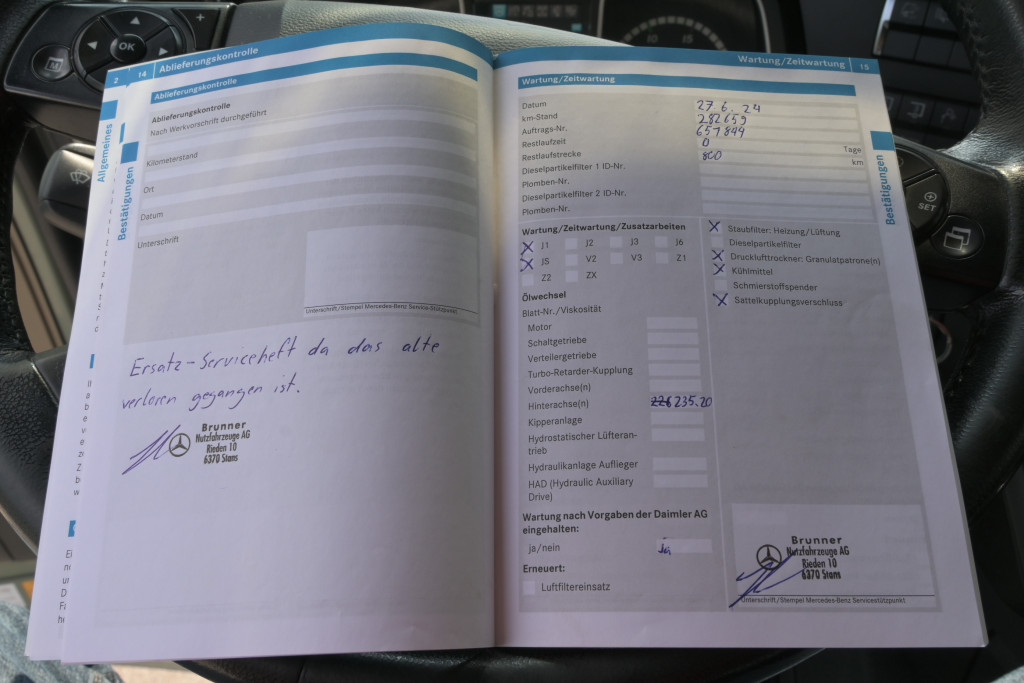 2
14
Ablieferungskontrolle
Ablieferungskontrolle
Ablieferungskontrolle
Nach Werkvorschrift durchgeführt
Kilometerstand
Ort
Datum
Unterschrift
Unterschrift/Stempel Mercedes-Benz Service-Stützpunkt
Ersatz-Serviceheft da das alte
verloren gegangen ist.
Brunner
Nutzfahrzeuge AG
Rieden 10
6370 Stans
Allgemeines
Bestätigungen
OK
Wartung/Zeitwartung 15
Wartung/Zeitwartung
Datum 27.6.24
km-Stand 282659
Auftrags-Nr. 657849
Restlaufzeit 0 Tage
Restlaufstrecke 800 km
Dieselpartikelfilter 1 ID-Nr.
Plomben-Nr.
Dieselpartikelfilter 2 ID-Nr.
Plomben-Nr.
Wartung/Zeitwartung/Zusatzarbeiten
X J1 J2 J3 J6
X JS V2 V3 Z1
Z2 ZX
Ölwechsel
Blatt-Nr./Viskosität
Motor
Schaltgetriebe
Verteilergetriebe
Turbo-Retarder-Kupplung
Vorderachse(n)
Hinterachse(n) 226 235.20
Kipperanlage
Hydrostatischer Lüfteran-
trieb
Hydraulikanlage Auflieger
HAD (Hydraulic Auxiliary
Drive)
Wartung nach Vorgaben der Daimler AG
eingehalten:
ja/nein ja
Erneuert:
Luftfiltereinsatz
X Staubfilter: Heizung/Lüftung
Dieselpartikelfilter
X Drucklufttrockner: Granulatpatrone(n)
X Kühlmittel
Schmierstoffspender
X Sattelkupplungsverschluss
Brunner
Nutzfahrzeuge AG
Rieden 10
6370 Stans
Unterschrift/Stempel Mercedes-Benz Servicestützpunkt
Bestätigungen
SET